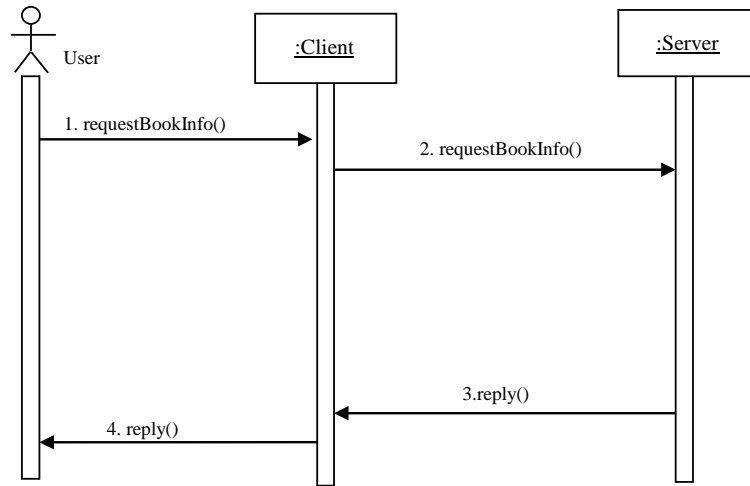 :Client
:Server
User
1. requestBookInfo()
2. requestBookInfo()
3.reply()
4. reply()